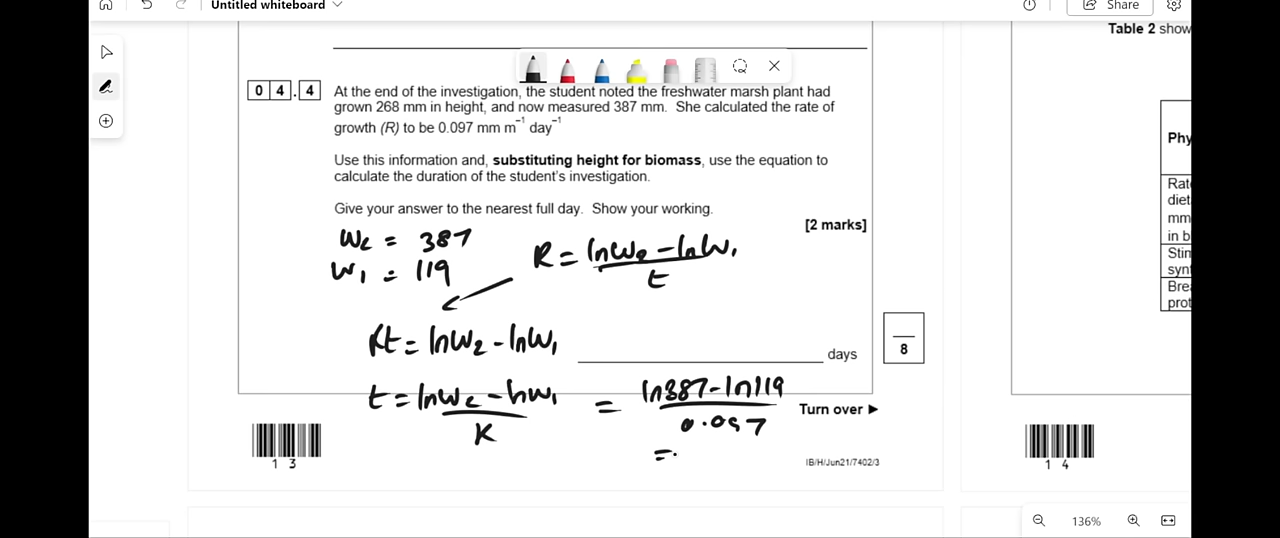 Untitled whiteboard
Share
Table 2 show
0 4 . 4
At the end of the investigation, the student noted the freshwater marsh plant had
grown 268 mm in height, and now measured 387 mm. She calculated the rate of
growth (R) to be 0.097 mm m⁻¹ day⁻¹
Use this information and, substituting height for biomass, use the equation to
calculate the duration of the student's investigation.
Give your answer to the nearest full day. Show your working.
[2 marks]
W2 = 387
W1 = 119
R = lnW2 - lnW1
t
Rt = lnW2 - lnW1
days
8
t = lnW2 - lnW1
R
= ln387 - ln119
0.097
=
Turn over ▶
1 3
IB/H/Jun21/7402/3
Phy
Rat
diet
mm
in b
Stin
synt
Brea
prot
1 4
136%